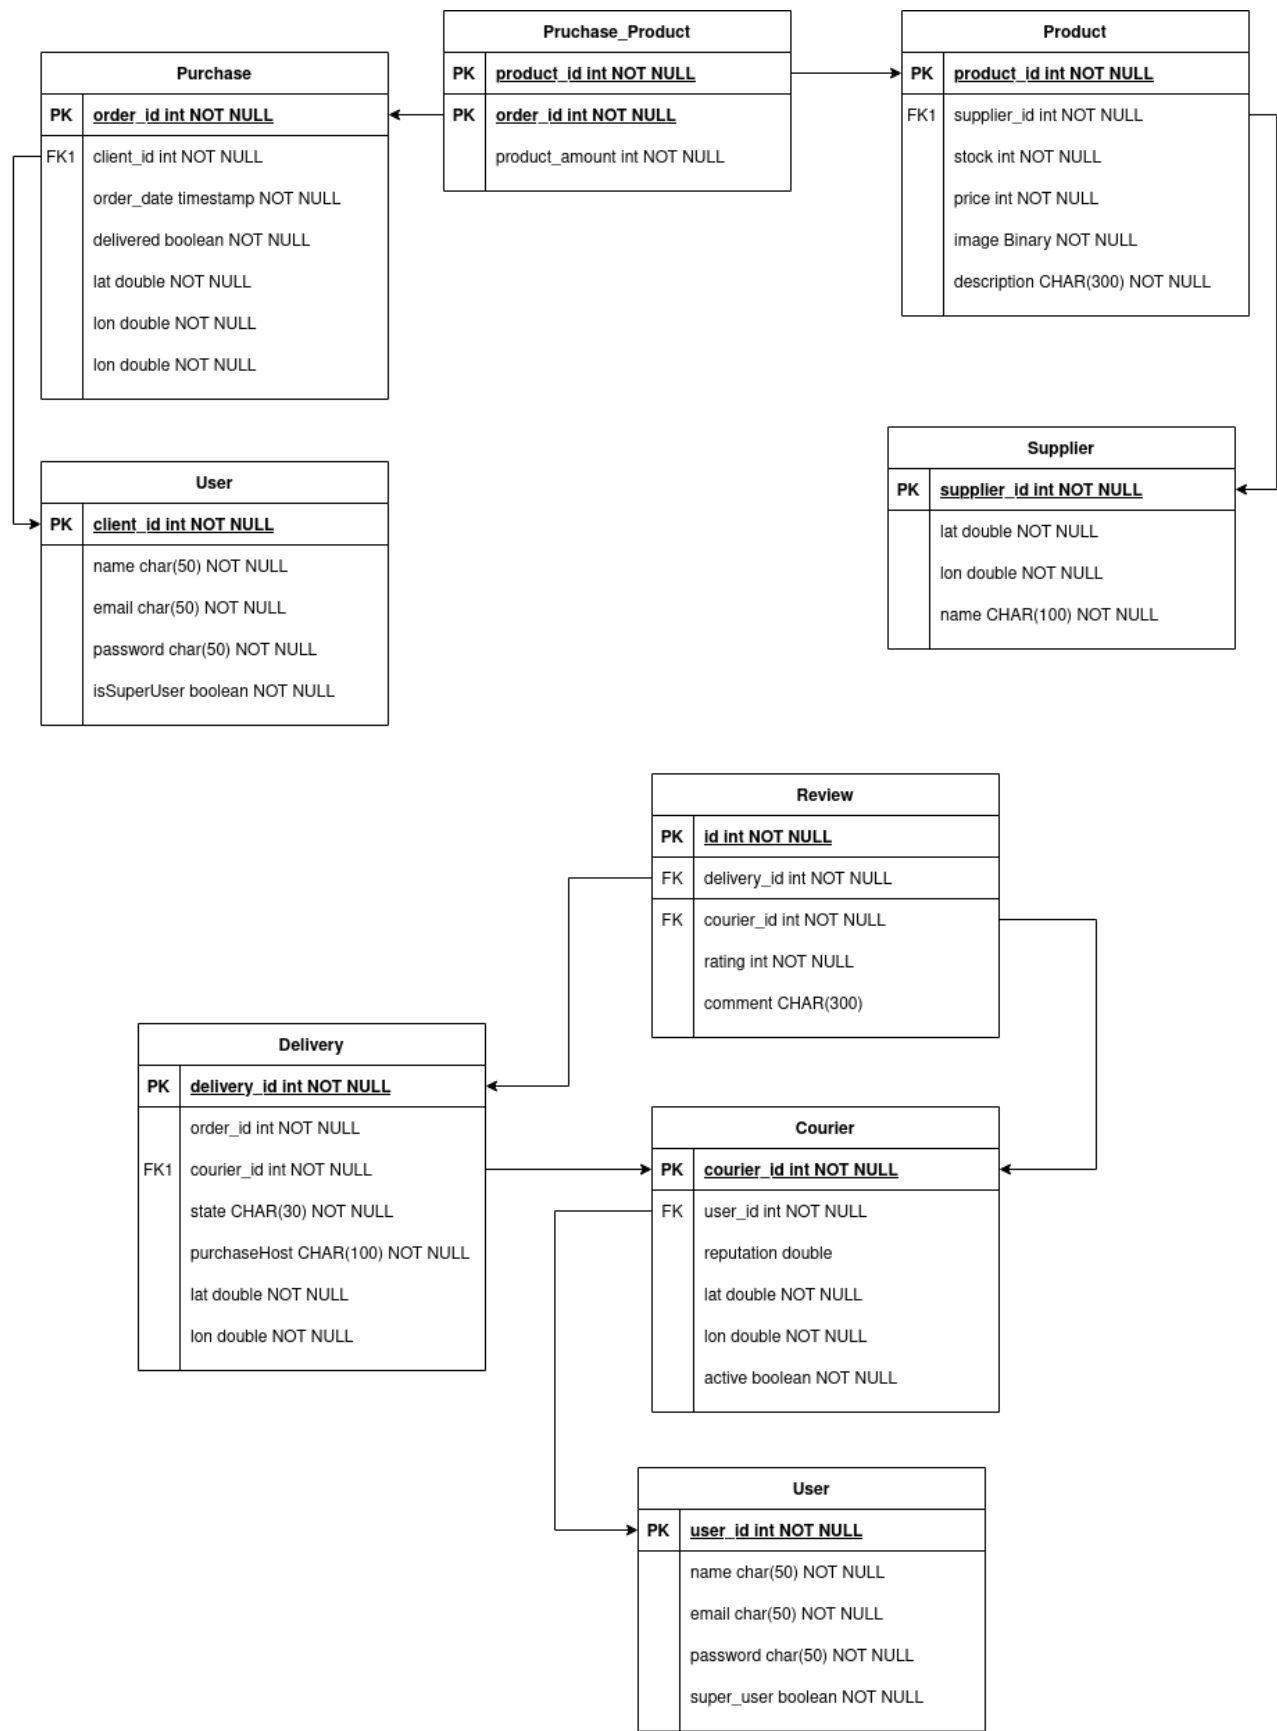 Pruchase_Product
PK product_id int NOT NULL
PK order_id int NOT NULL
product_amount int NOT NULL
Product
PK product_id int NOT NULL
FK1 supplier_id int NOT NULL
stock int NOT NULL
price int NOT NULL
image Binary NOT NULL
description CHAR(300) NOT NULL
Purchase
PK order_id int NOT NULL
FK1 client_id int NOT NULL
order_date timestamp NOT NULL
delivered boolean NOT NULL
lat double NOT NULL
lon double NOT NULL
lon double NOT NULL
Supplier
PK supplier_id int NOT NULL
lat double NOT NULL
lon double NOT NULL
name CHAR(100) NOT NULL
User
PK client_id int NOT NULL
name char(50) NOT NULL
email char(50) NOT NULL
password char(50) NOT NULL
isSuperUser boolean NOT NULL
Review
PK id int NOT NULL
FK delivery_id int NOT NULL
FK courier_id int NOT NULL
rating int NOT NULL
comment CHAR(300)
Delivery
PK delivery_id int NOT NULL
order_id int NOT NULL
FK1 courier_id int NOT NULL
state CHAR(30) NOT NULL
purchaseHost CHAR(100) NOT NULL
lat double NOT NULL
lon double NOT NULL
Courier
PK courier_id int NOT NULL
FK user_id int NOT NULL
reputation double
lat double NOT NULL
lon double NOT NULL
active boolean NOT NULL
User
PK user_id int NOT NULL
name char(50) NOT NULL
email char(50) NOT NULL
password char(50) NOT NULL
super_user boolean NOT NULL